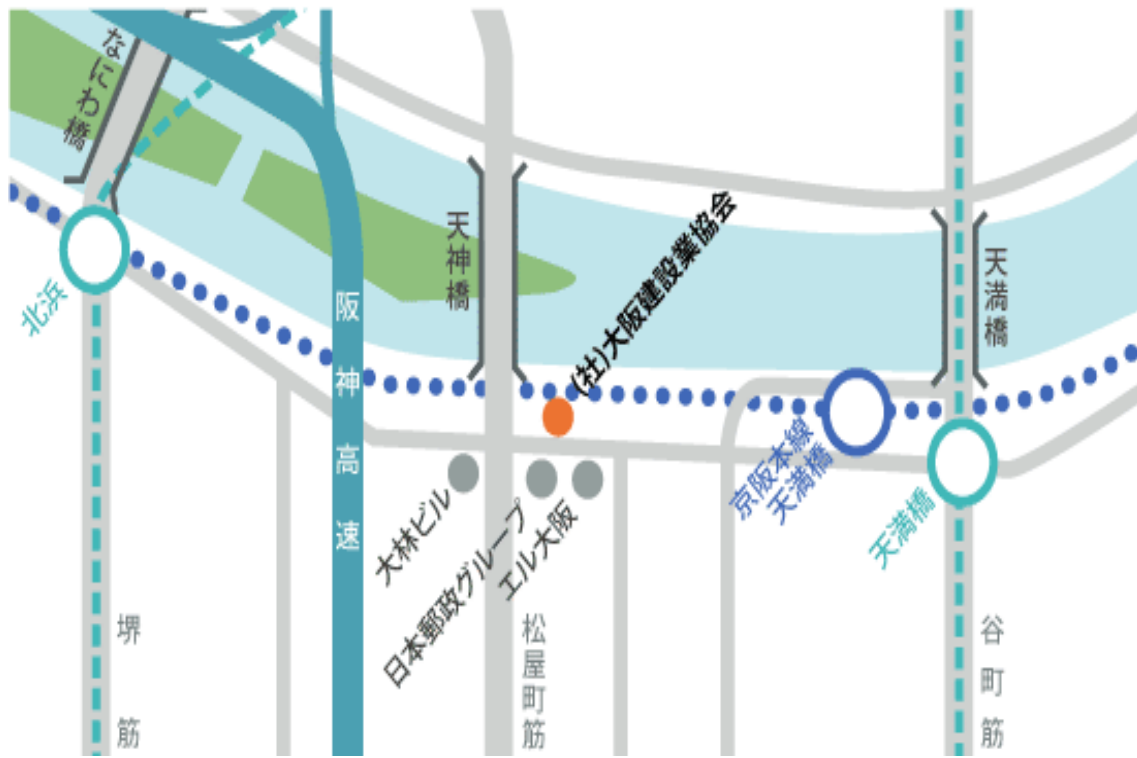 なにわ橋
天神橋
(社)大阪建設業協会
天満橋
北浜
阪神高速
京阪本線
天満橋
天満橋
大林ビル
日本郵政グループ
エル大阪
堺筋
松屋町筋
谷町筋